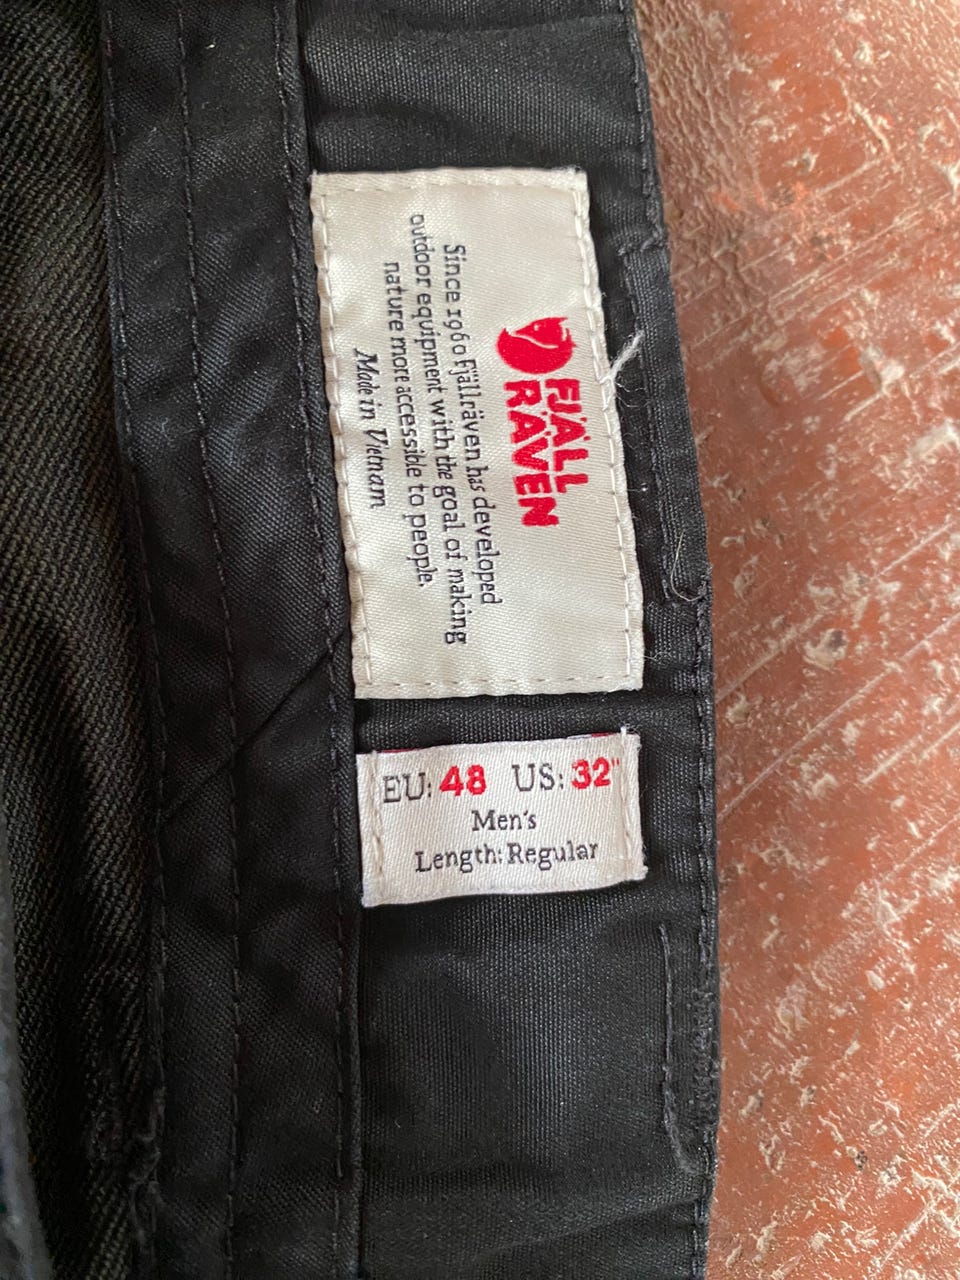 FJÄLL
RÄVEN
Since 1960 Fjällräven has developed
outdoor equipment with the goal of making
nature more accessible to people.
Made in Vietnam
EU: 48 US: 32"
Men's
Length: Regular